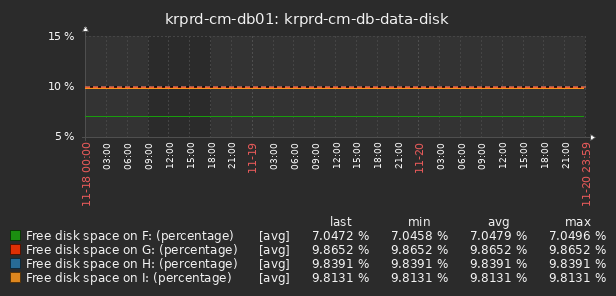 krprd-cm-db01: krprd-cm-db-data-disk
15 %
10 %
5 %
11-18 00:00 03:00 06:00 09:00 12:00 15:00 18:00 21:00 11-19 03:00 06:00 09:00 12:00 15:00 18:00 21:00 11-20 03:00 06:00 09:00 12:00 15:00 18:00 21:00 11-20 23:59
last min avg max
Free disk space on F: (percentage) [avg] 7.0472 % 7.0458 % 7.0479 % 7.0496 %
Free disk space on G: (percentage) [avg] 9.8652 % 9.8652 % 9.8652 % 9.8652 %
Free disk space on H: (percentage) [avg] 9.8391 % 9.8391 % 9.8391 % 9.8391 %
Free disk space on I: (percentage) [avg] 9.8131 % 9.8131 % 9.8131 % 9.8131 %